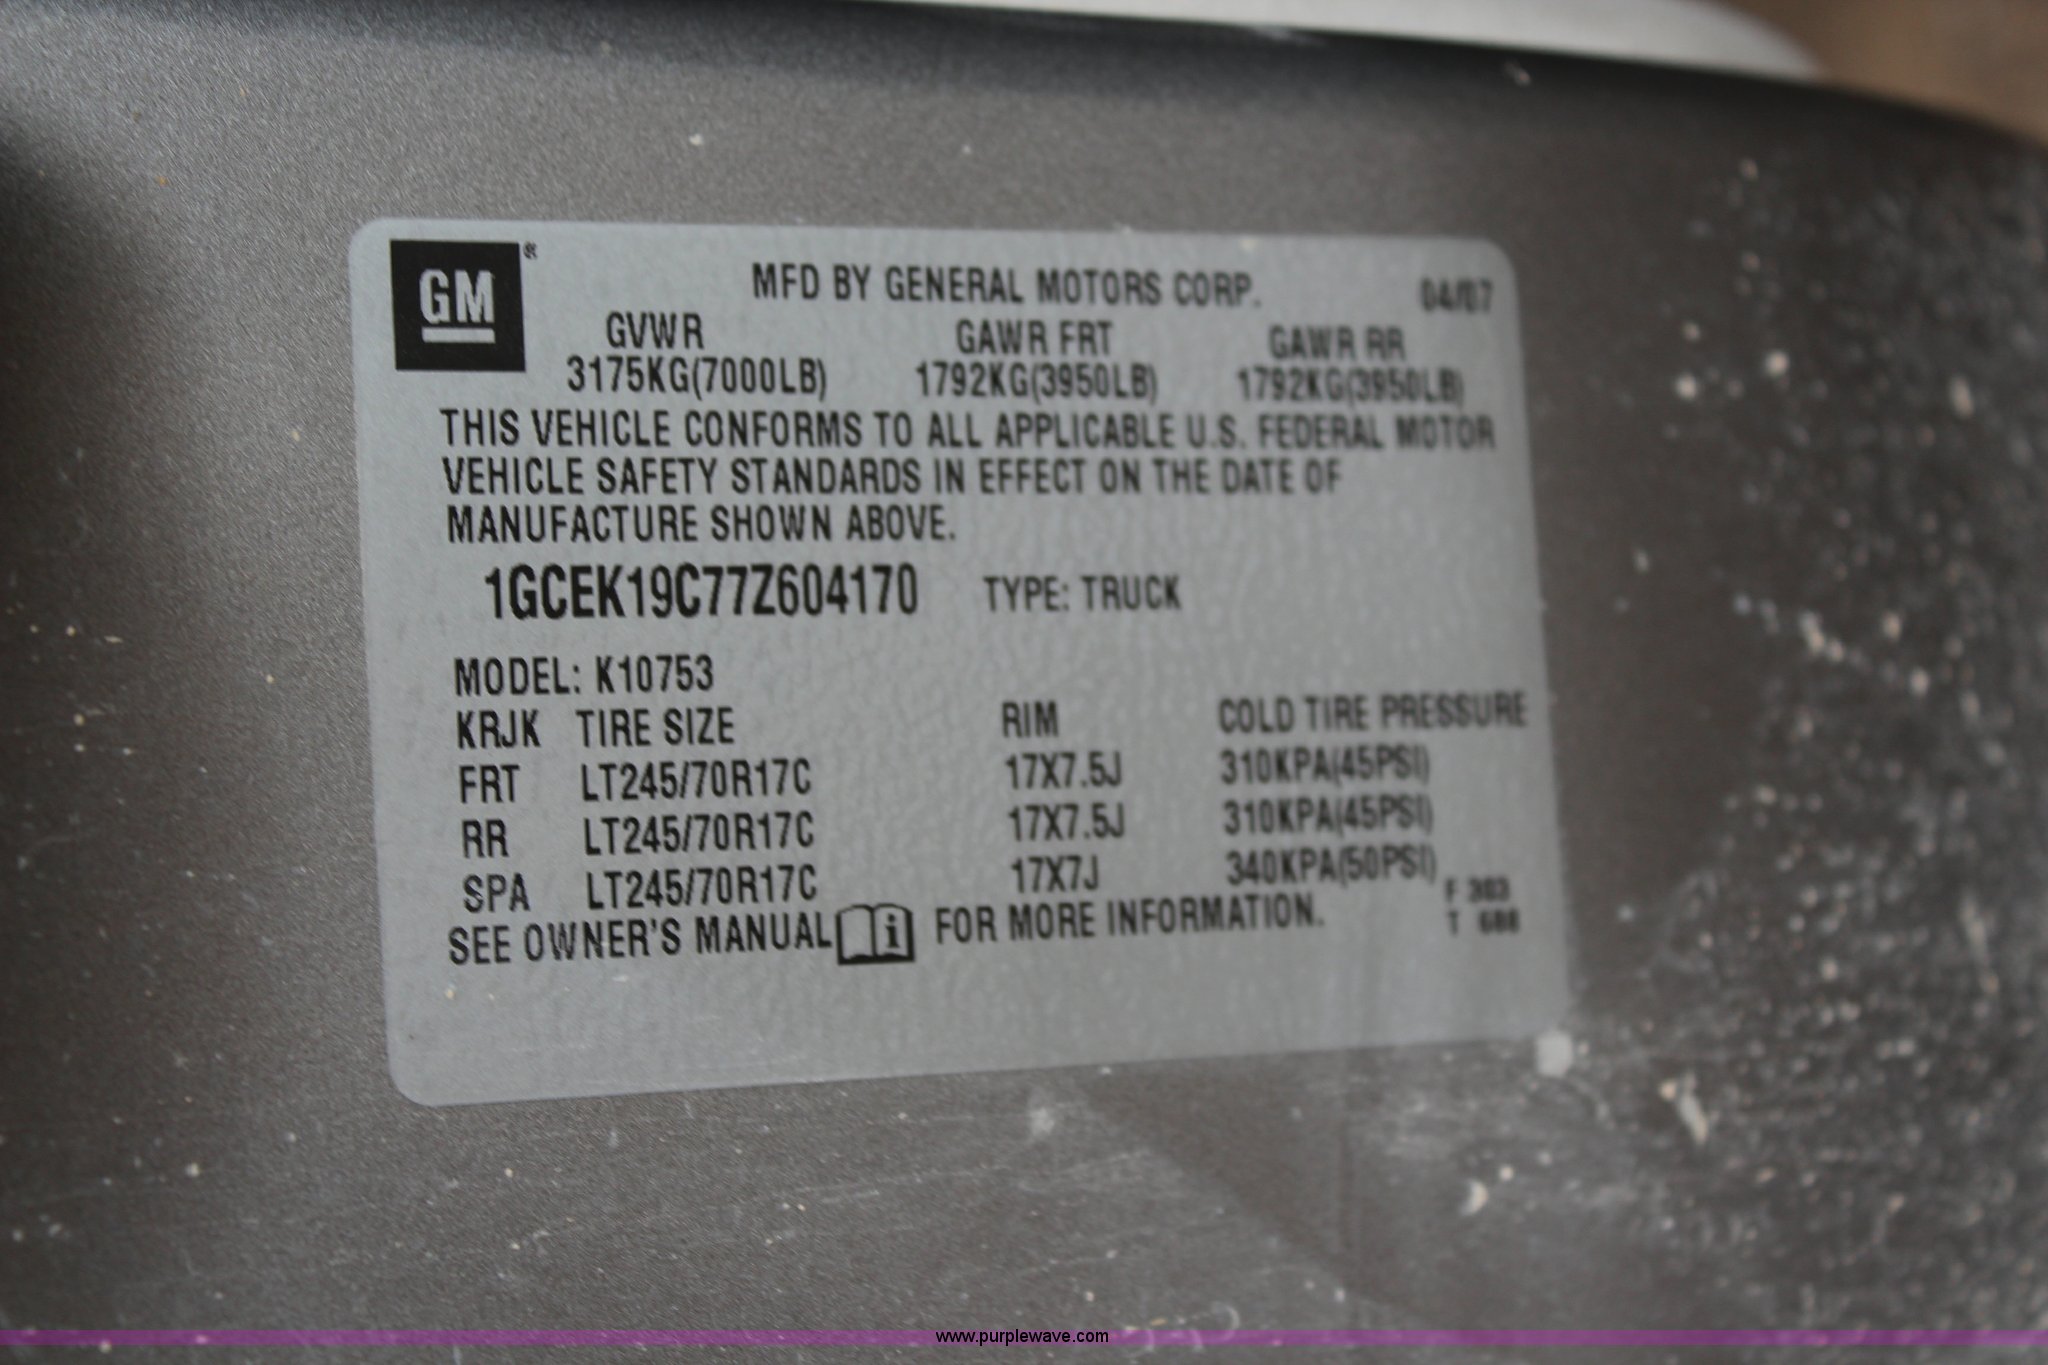 GM ®
MFD BY GENERAL MOTORS CORP. 04/07
GVWR GAWR FRT GAWR RR
3175KG(7000LB) 1792KG(3950LB) 1792KG(3950LB)
THIS VEHICLE CONFORMS TO ALL APPLICABLE U.S. FEDERAL MOTOR
VEHICLE SAFETY STANDARDS IN EFFECT ON THE DATE OF
MANUFACTURE SHOWN ABOVE.
1GCEK19C77Z604170 TYPE: TRUCK
MODEL: K10753
KRJK TIRE SIZE RIM COLD TIRE PRESSURE
FRT LT245/70R17C 17X7.5J 310KPA(45PSI)
RR LT245/70R17C 17X7.5J 310KPA(45PSI)
SPA LT245/70R17C 17X7J 340KPA(50PSI)
SEE OWNER'S MANUAL i FOR MORE INFORMATION.
F 303
T
www.purplewave.com